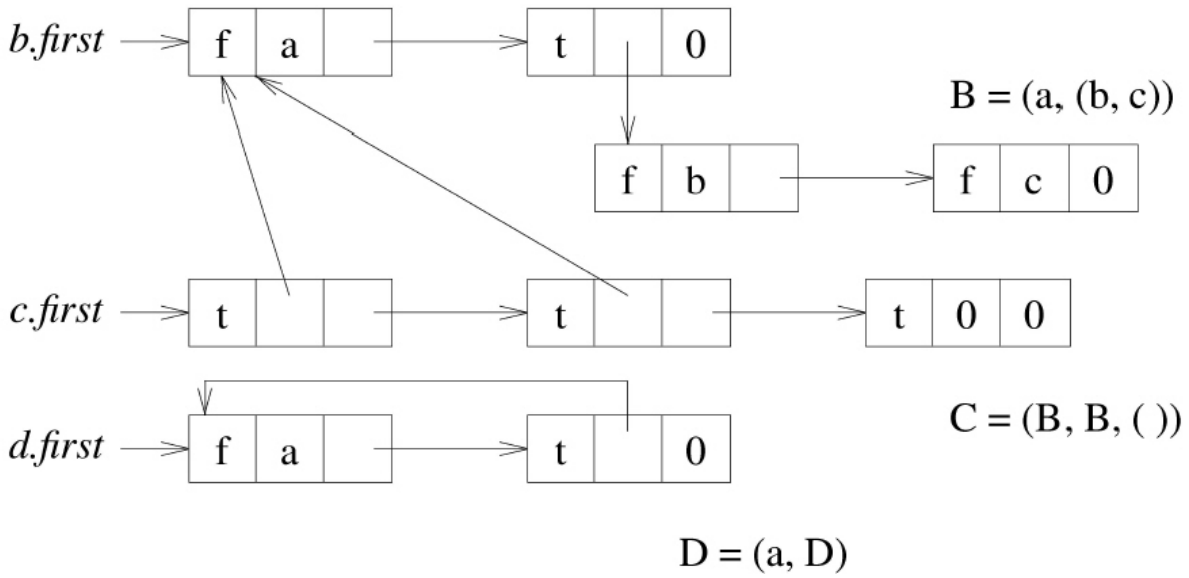 b.first f a t 0
B = (a, (b, c))
f b f c 0
c.first t t t 0 0
C = (B, B, ( ))
d.first f a t 0
D = (a, D)